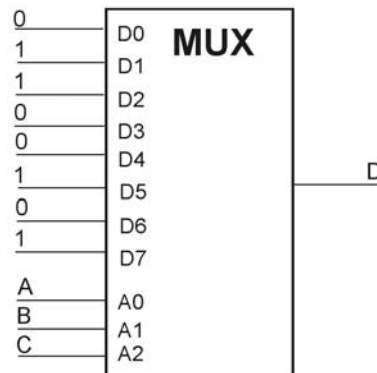 0 D0 MUX
1 D1
1 D2
0 D3
0 D4
1 D5 D
0 D6
1 D7
A A0
B A1
C A2